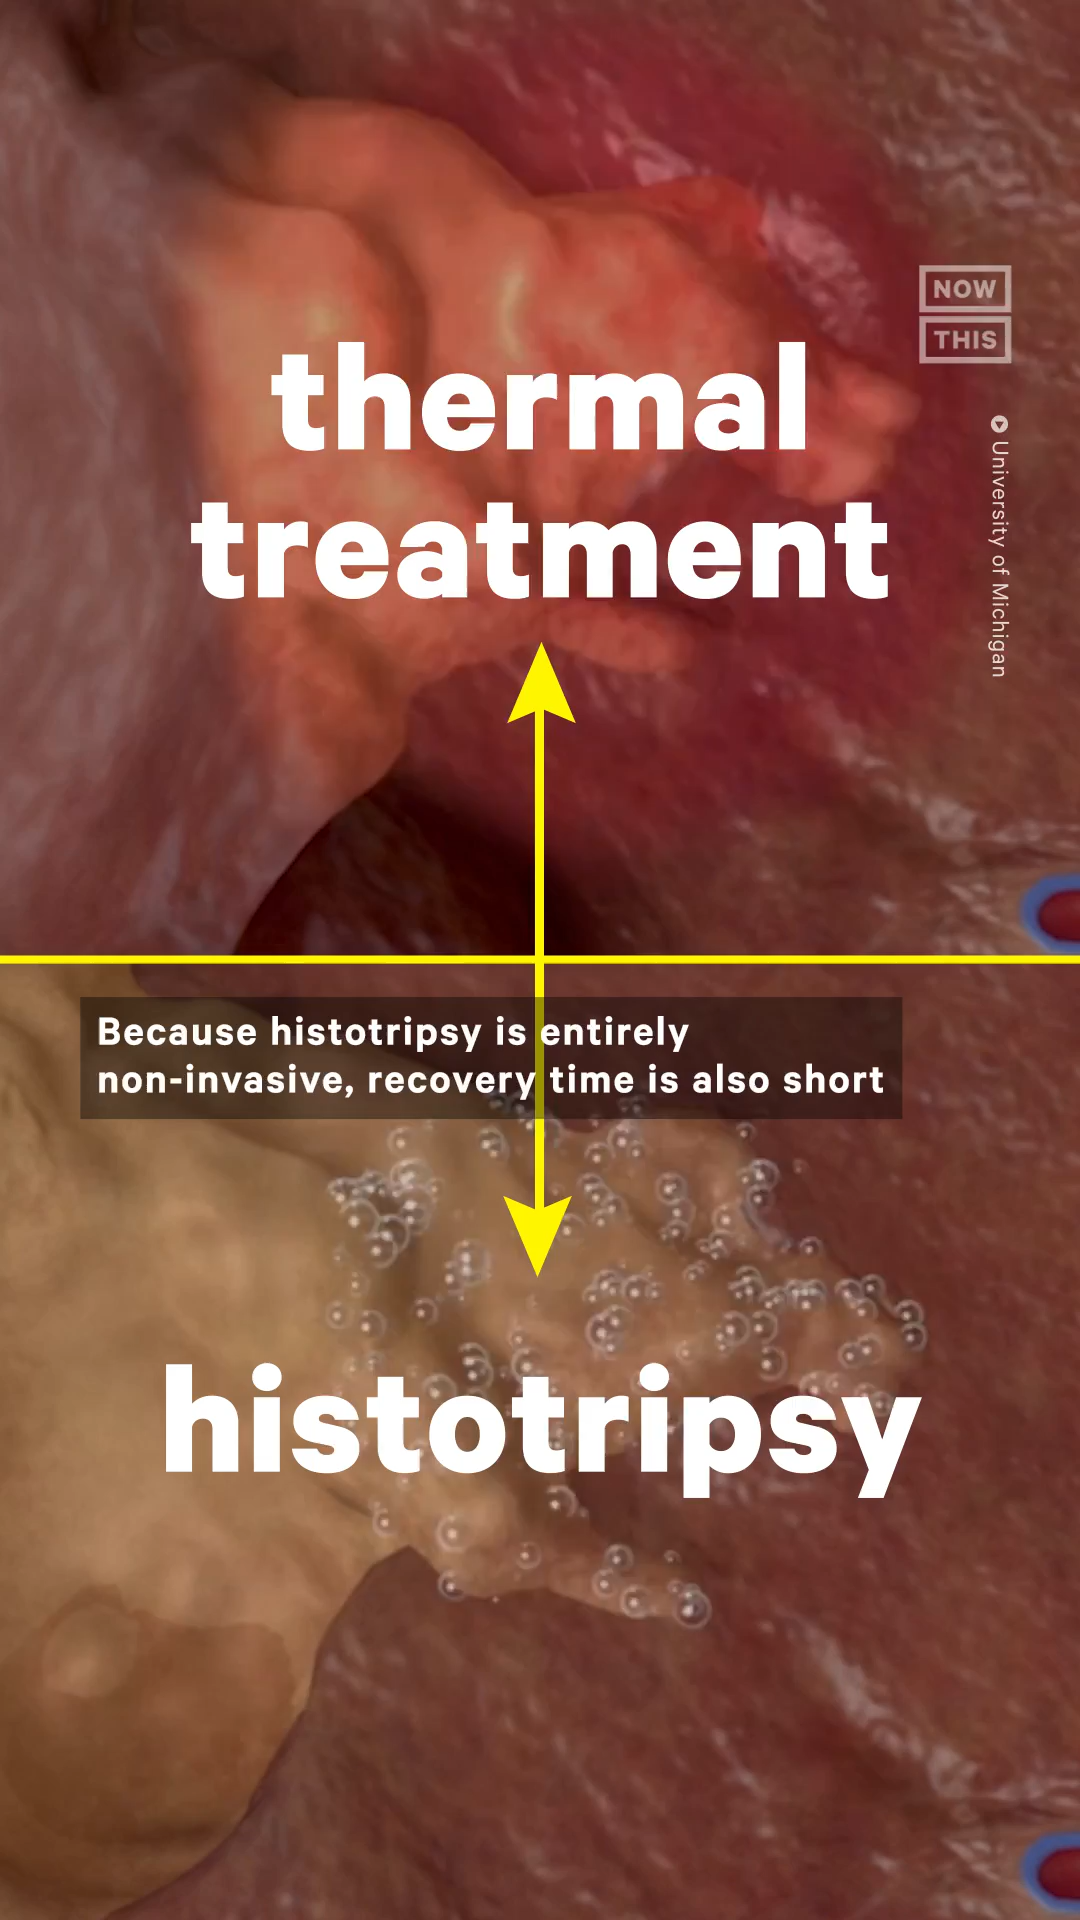 NOW
THIS
thermal
treatment
University of Michigan
Because histotripsy is entirely
non-invasive, recovery time is also short
histotripsy